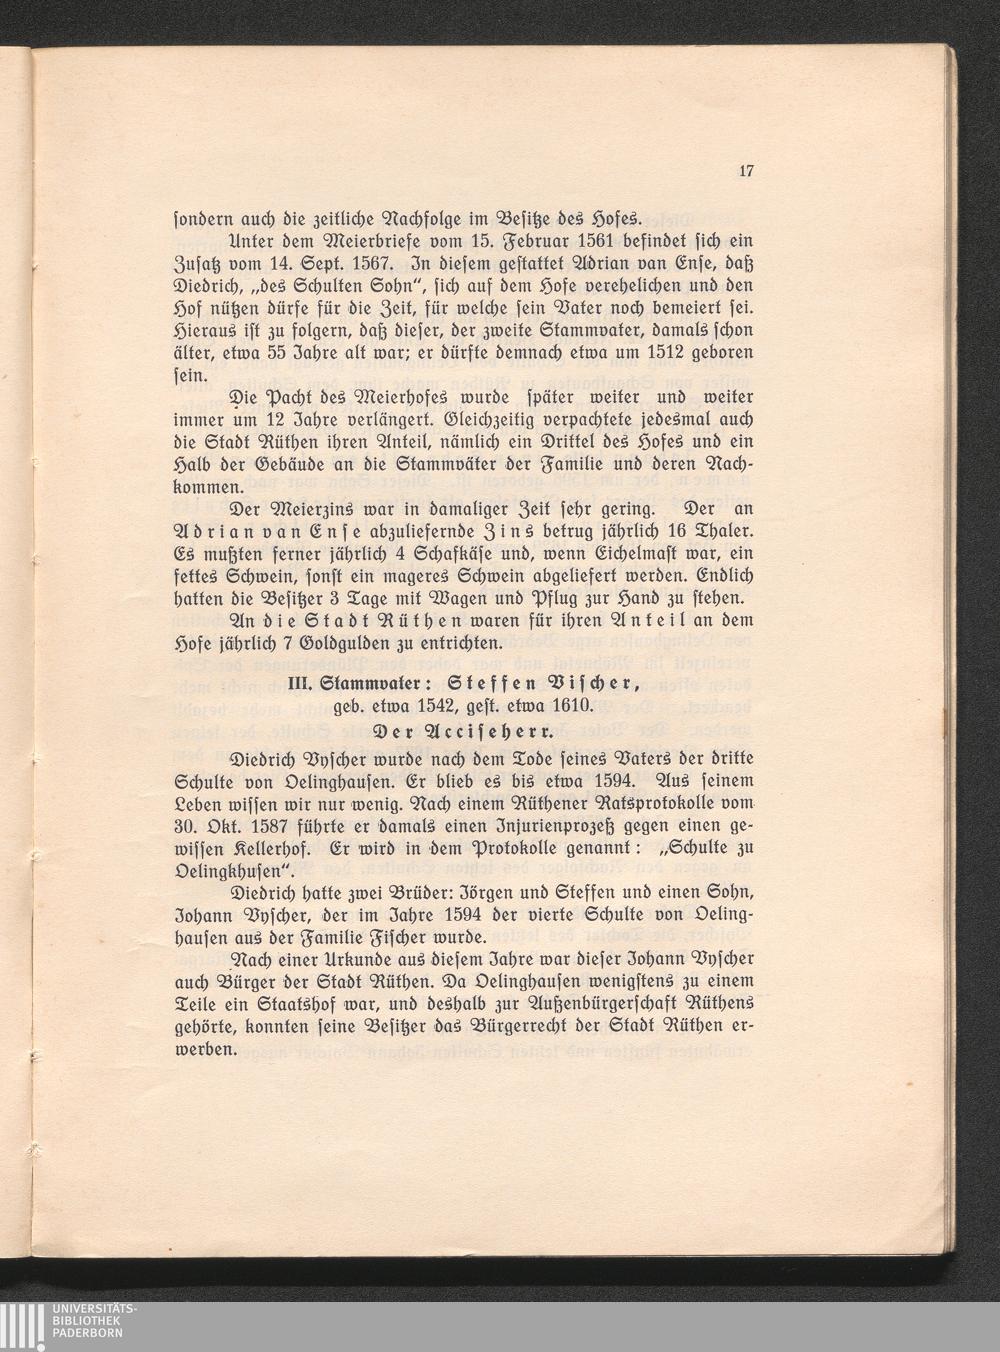 17
sondern auch die zeitliche Nachfolge im Besitze des Hofes.
Unter dem Meierbriefe vom 15. Februar 1561 befindet sich ein
Zusatz vom 14. Sept. 1567. In diesem gestattet Adrian van Ense, daß
Diedrich, „des Schulten Sohn“, sich auf dem Hofe verehelichen und den
Hof nützen dürfe für die Zeit, für welche sein Vater noch bemeiert sei.
Hieraus ist zu folgern, daß dieser, der zweite Stammvater, damals schon
älter, etwa 55 Jahre alt war; er dürfte demnach etwa um 1512 geboren
sein.
Die Pacht des Meierhofes wurde später weiter und weiter
immer um 12 Jahre verlängert. Gleichzeitig verpachtete jedesmal auch
die Stadt Rüthen ihren Anteil, nämlich ein Drittel des Hofes und ein
Halb der Gebäude an die Stammväter der Familie und deren Nach-
kommen.
Der Meierzins war in damaliger Zeit sehr gering. Der an
Adrian van Ense abzuliefernde Zins betrug jährlich 16 Thaler.
Es mußten ferner jährlich 4 Schafkäse und, wenn Eichelmast war, ein
fettes Schwein, sonst ein mageres Schwein abgeliefert werden. Endlich
hatten die Besitzer 3 Tage mit Wagen und Pflug zur Hand zu stehen.
An die Stadt Rüthen waren für ihren Anteil an dem
Hofe jährlich 7 Goldgulden zu entrichten.
III. Stammvater: Steffen Vischer,
geb. etwa 1542, gest. etwa 1610.
Der Acciseherr.
Diedrich Vyscher wurde nach dem Tode seines Vaters der dritte
Schulte von Oelinghausen. Er blieb es bis etwa 1594. Aus seinem
Leben wissen wir nur wenig. Nach einem Rüthener Ratsprotokolle vom
30. Okt. 1587 führte er damals einen Injurienprozeß gegen einen ge-
wissen Kellerhof. Er wird in dem Protokolle genannt: „Schulte zu
Oelingkhusen“.
Diedrich hatte zwei Brüder: Jörgen und Steffen und einen Sohn,
Johann Vyscher, der im Jahre 1594 der vierte Schulte von Oeling-
hausen aus der Familie Fischer wurde.
Nach einer Urkunde aus diesem Jahre war dieser Johann Vyscher
auch Bürger der Stadt Rüthen. Da Oelinghausen wenigstens zu einem
Teile ein Staatshof war, und deshalb zur Außenbürgerschaft Rüthens
gehörte, konnten seine Besitzer das Bürgerrecht der Stadt Rüthen er-
werben.
UNIVERSITÄTS-
BIBLIOTHEK
PADERBORN